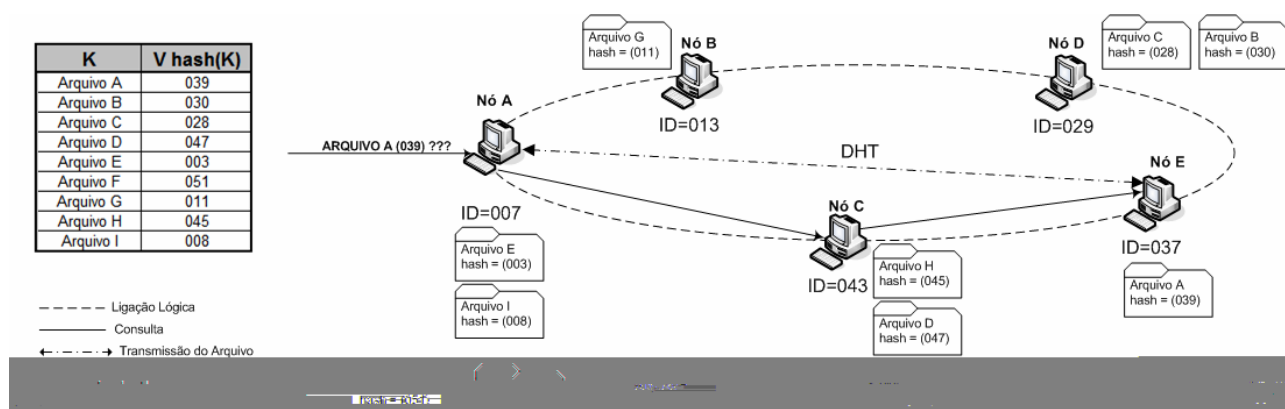 K V hash(K)
Arquivo A 039
Arquivo B 030
Arquivo C 028
Arquivo D 047
Arquivo E 003
Arquivo F 051
Arquivo G 011
Arquivo H 045
Arquivo I 008
Ligação Lógica
Consulta
Transmissão do Arquivo
ARQUIVO A (039) ???
Nó A
ID=007
Arquivo E
hash = (003)
Arquivo I
hash = (008)
Arquivo G
hash = (011)
Nó B
ID=013
DHT
Nó C
ID=043
Arquivo H
hash = (045)
Arquivo D
hash = (047)
Nó D
ID=029
Arquivo C
hash = (028)
Arquivo B
hash = (030)
Nó E
ID=037
Arquivo A
hash = (039)